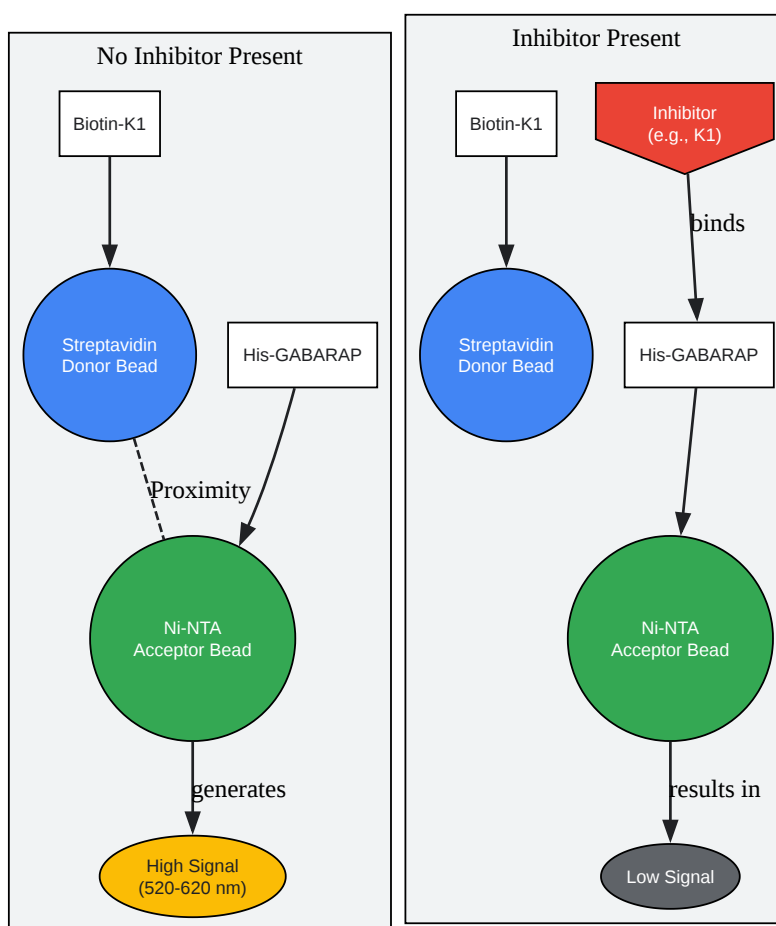 No Inhibitor Present
Biotin-K1
Streptavidin
Donor Bead
His-GABARAP
Proximity
Ni-NTA
Acceptor Bead
generates
High Signal
(520-620 nm)
Inhibitor Present
Biotin-K1
Inhibitor
(e.g., K1)
binds
Streptavidin
Donor Bead
His-GABARAP
Ni-NTA
Acceptor Bead
results in
Low Signal